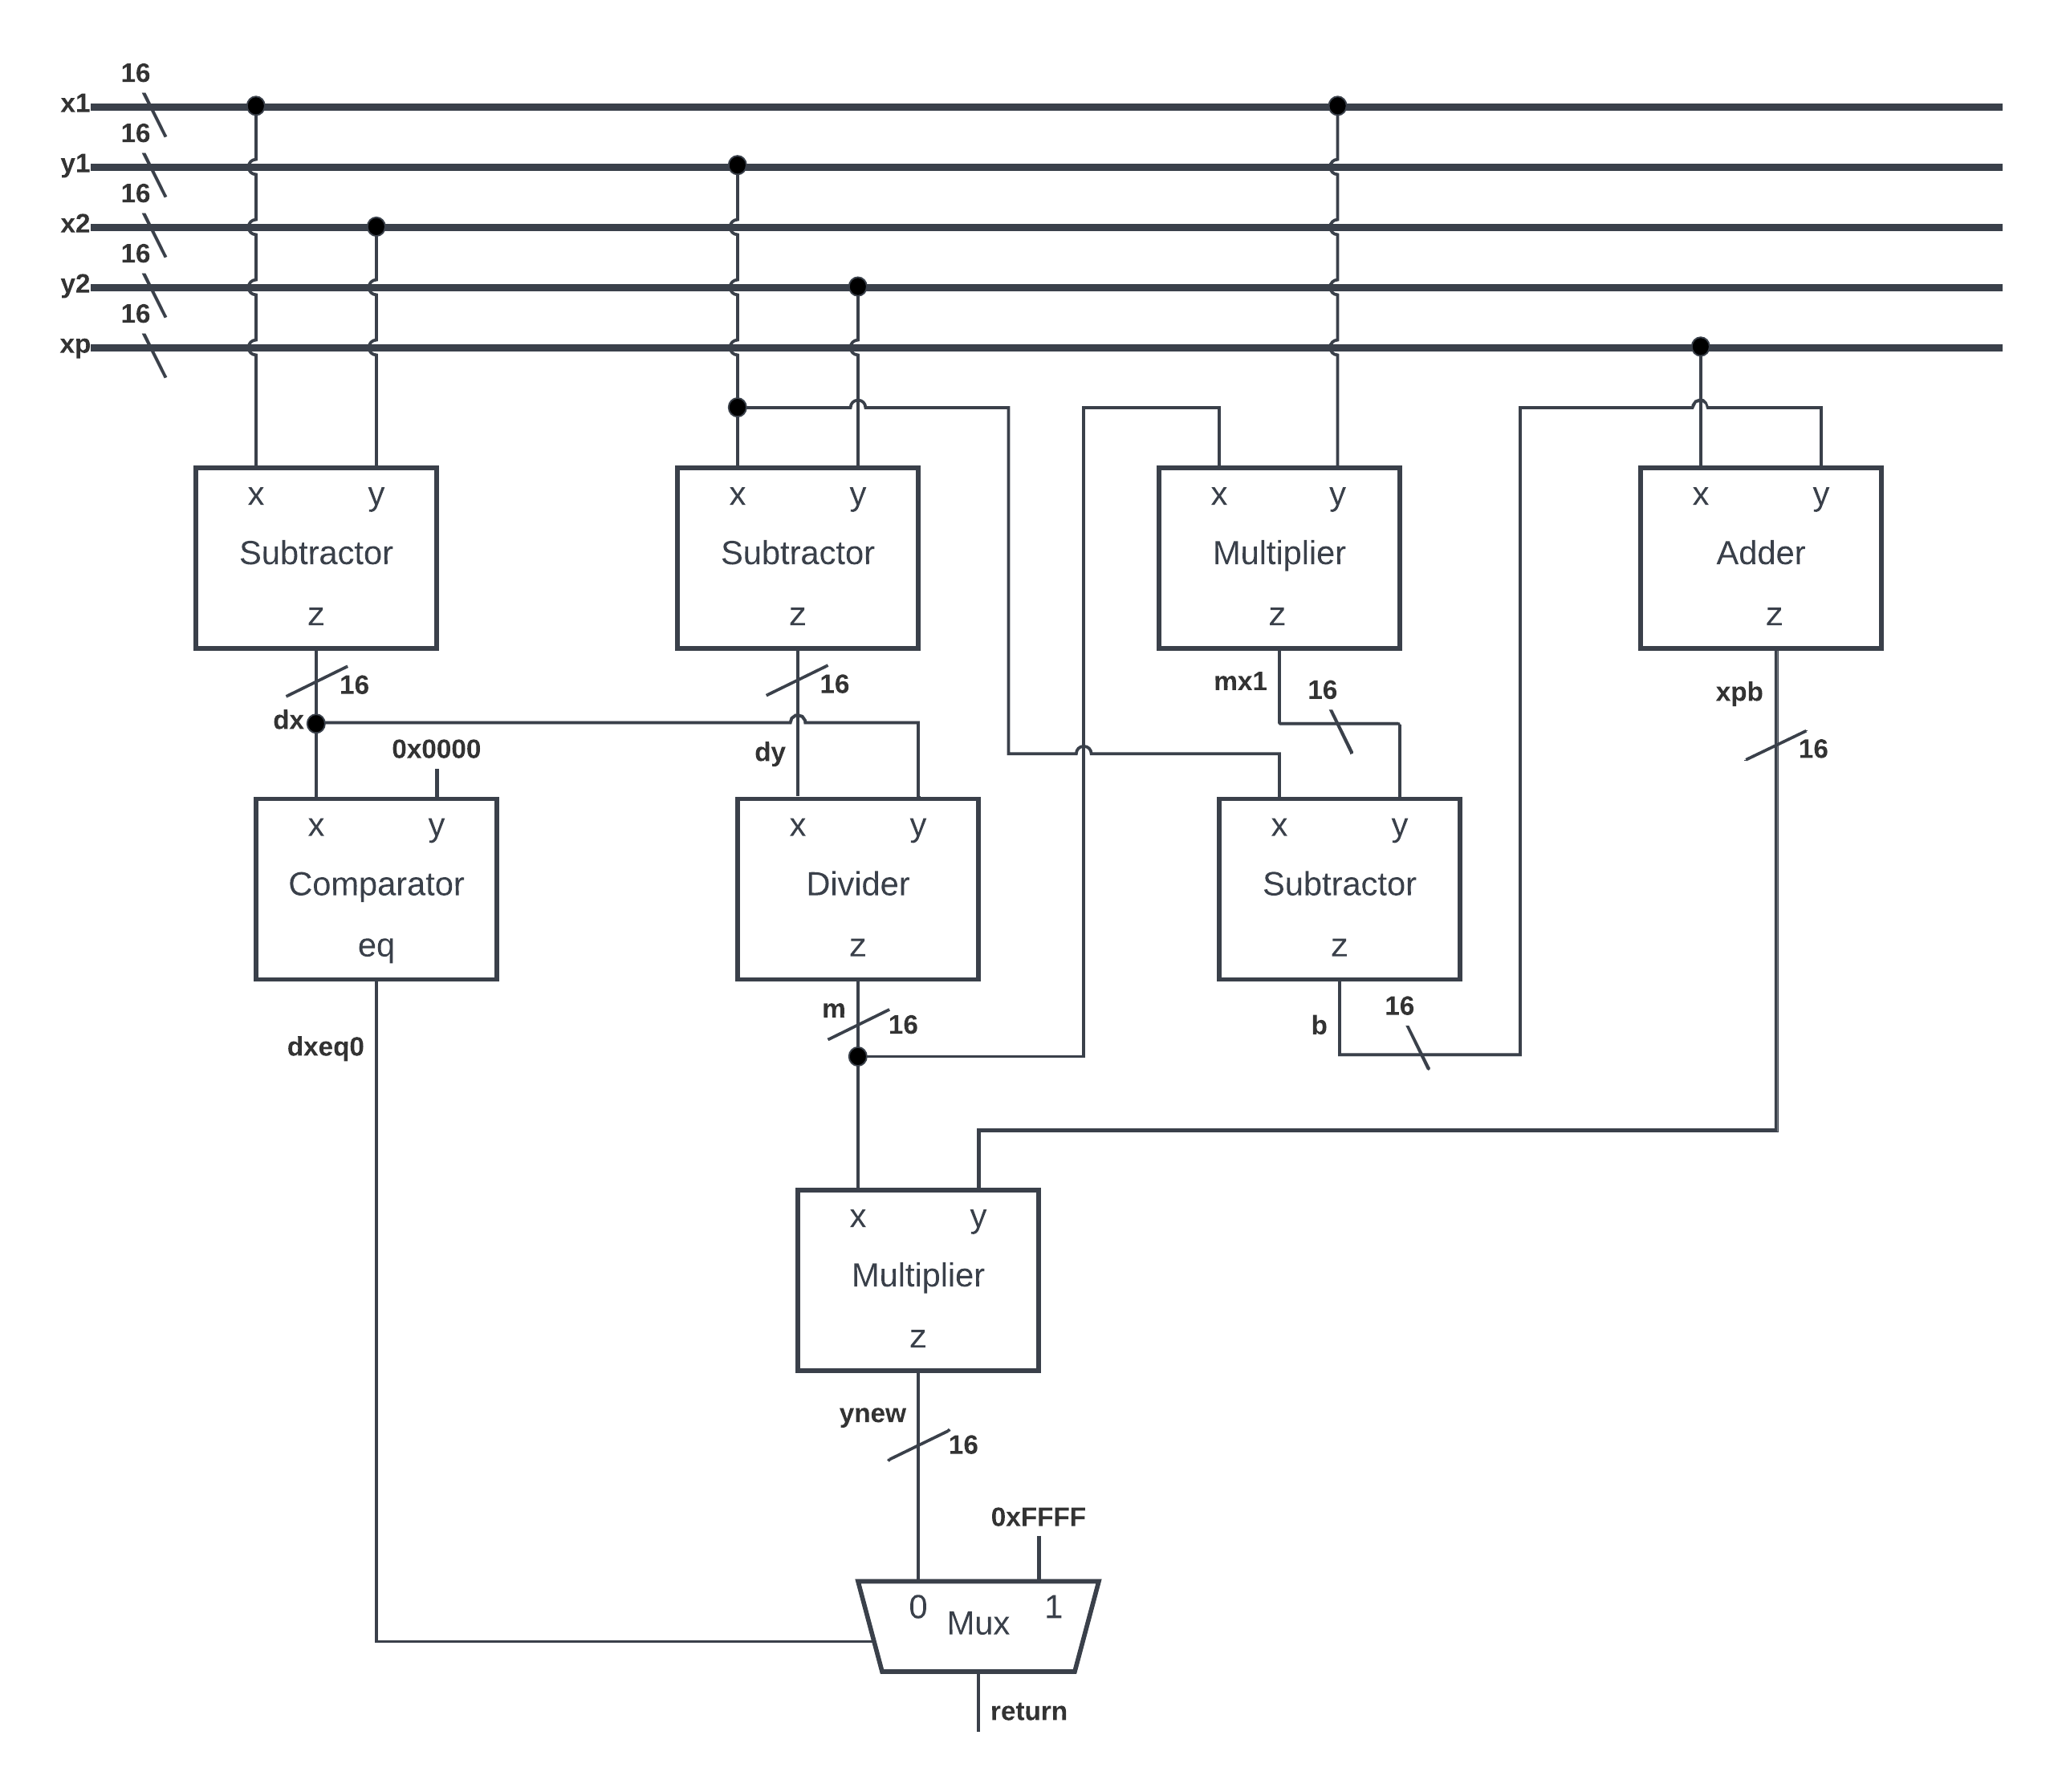 16
x1
16
y1
16
x2
16
y2
16
xp
x y
Subtractor
z
x y
Subtractor
z
x y
Multiplier
z
x y
Adder
z
16
dx
0x0000
16
dy
mx1
16
xpb
16
x y
Comparator
eq
x y
Divider
z
x y
Subtractor
z
dxeq0
m
16
b
16
x y
Multiplier
z
ynew
16
0xFFFF
0 Mux 1
return